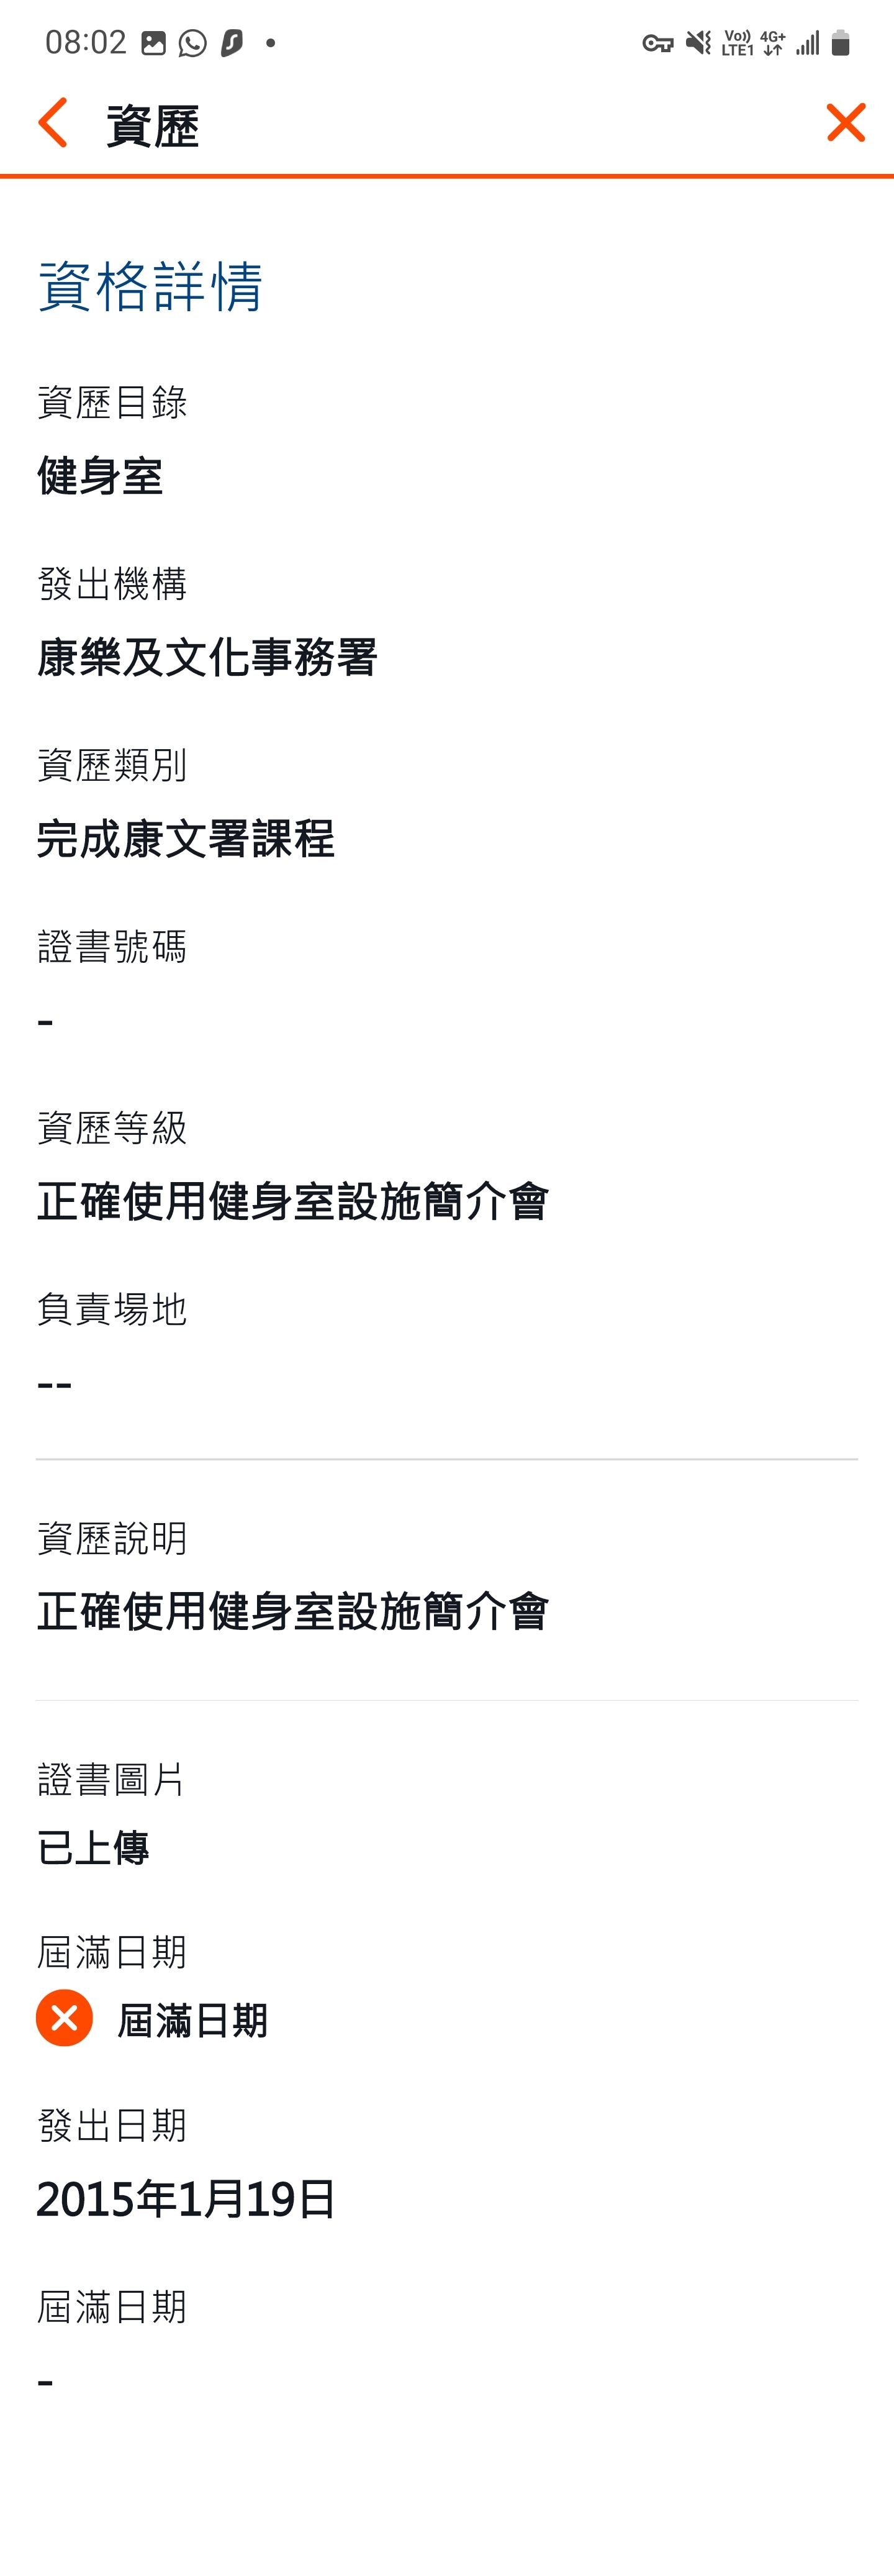 08:02
Vo)) LTE1 4G+
資歷
資格詳情
資歷目錄
健身室
發出機構
康樂及文化事務署
資歷類別
完成康文署課程
證書號碼
-
資歷等級
正確使用健身室設施簡介會
負責場地
--
資歷說明
正確使用健身室設施簡介會
證書圖片
已上傳
屆滿日期
屆滿日期
發出日期
2015年1月19日
屆滿日期
-